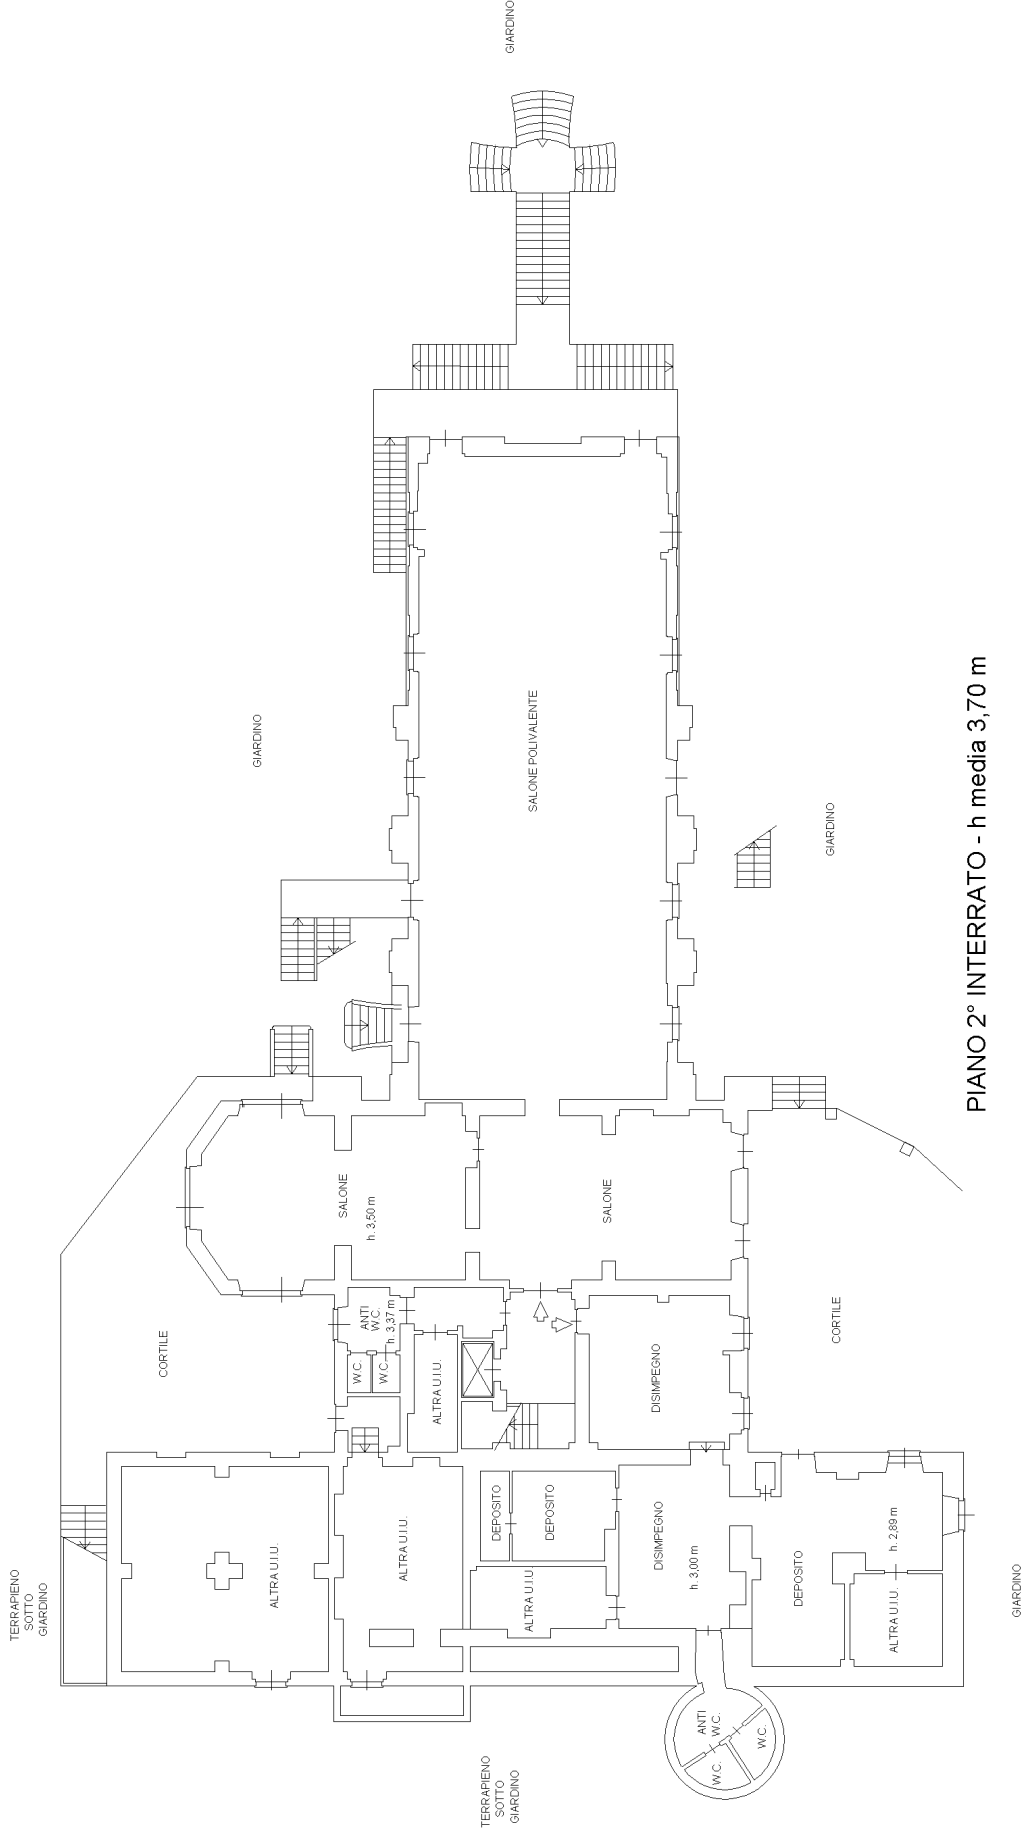 GIARDINO
GIARDINO
SALONE POLIVALENTE
GIARDINO
PIANO 2° INTERRATO - h media 3,70 m
SALONE
h. 3,50 m
SALONE
CORTILE
ANTI
W.C.
h. 3,37 m
W.C.
W.C.
ALTRA U.I.U.
DISIMPEGNO
CORTILE
TERRAPIENO
SOTTO
GIARDINO
ALTRA U.I.U.
ALTRA U.I.U.
DEPOSITO
DEPOSITO
ALTRA U.I.U.
DISIMPEGNO
h. 3,00 m
DEPOSITO
h. 2,89 m
ALTRA U.I.U.
GIARDINO
ANTI
W.C.
W.C.
W.C.
TERRAPIENO
SOTTO
GIARDINO